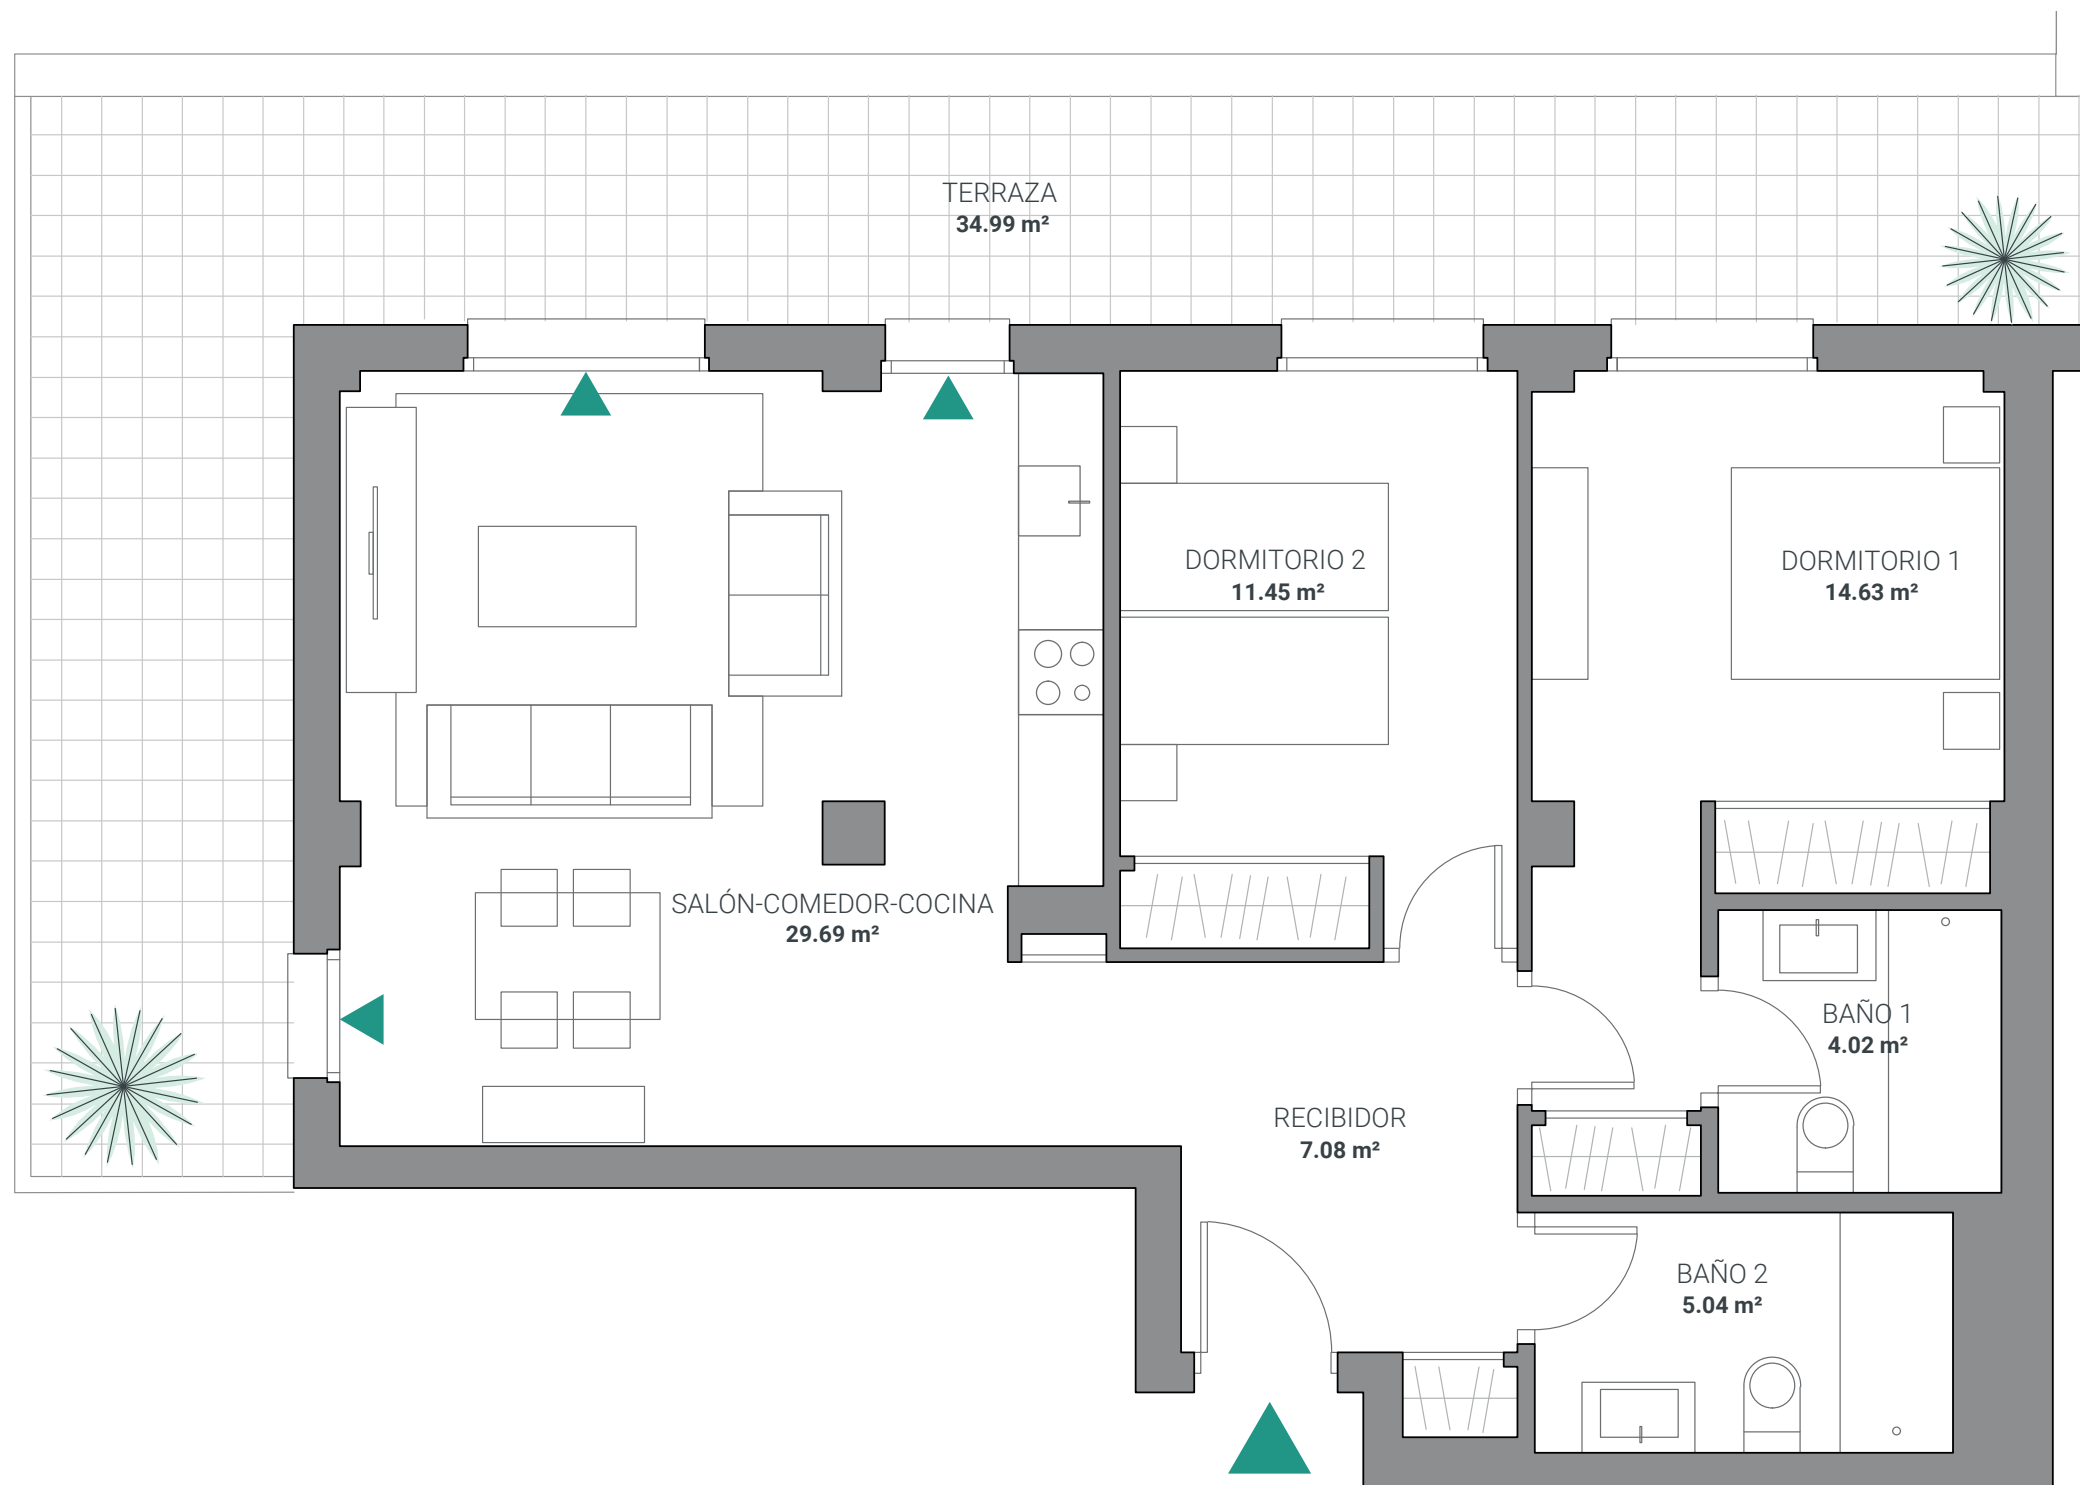 TERRAZA
34.99 m²
DORMITORIO 2
11.45 m²
DORMITORIO 1
14.63 m²
SALÓN-COMEDOR-COCINA
29.69 m²
BAÑO 1
4.02 m²
RECIBIDOR
7.08 m²
BAÑO 2
5.04 m²